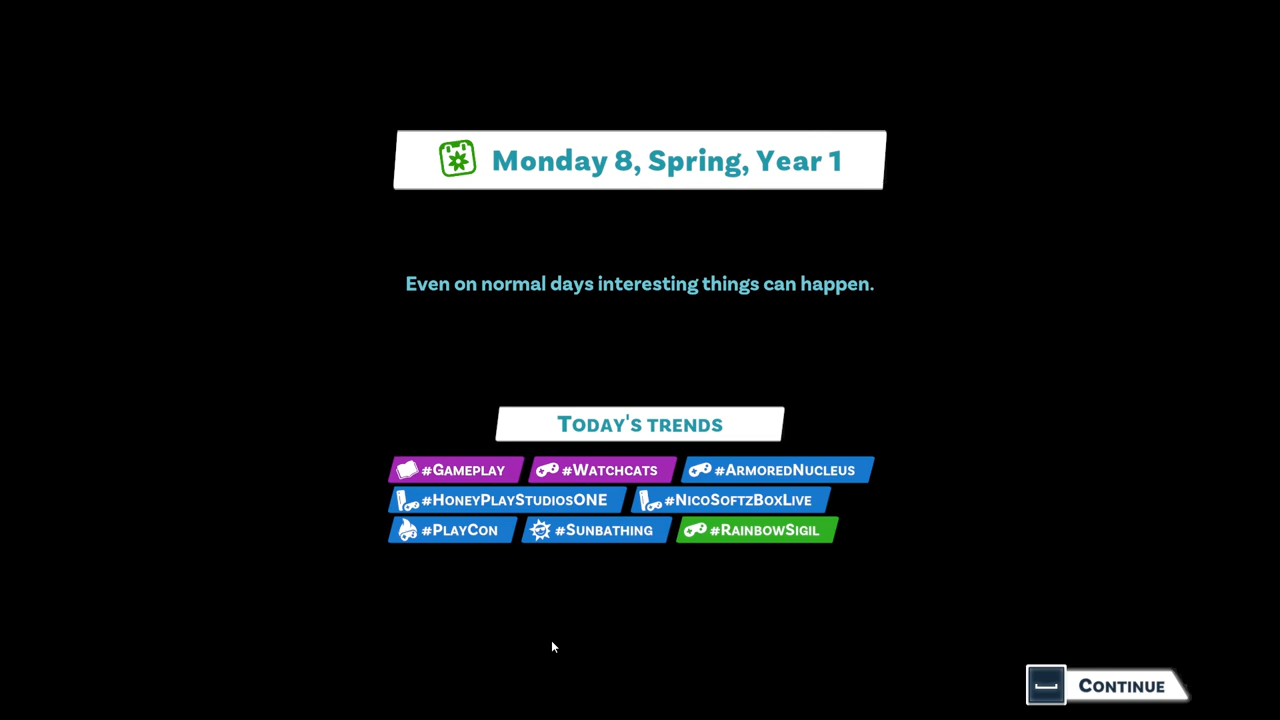 Monday 8, Spring, Year 1
Even on normal days interesting things can happen.
Today's trends
#Gameplay #Watchcats #ArmoredNucleus
#HoneyPlayStudiosONE #NicoSoftzBoxLive
#PlayCon #Sunbathing #RainbowSigil
Continue